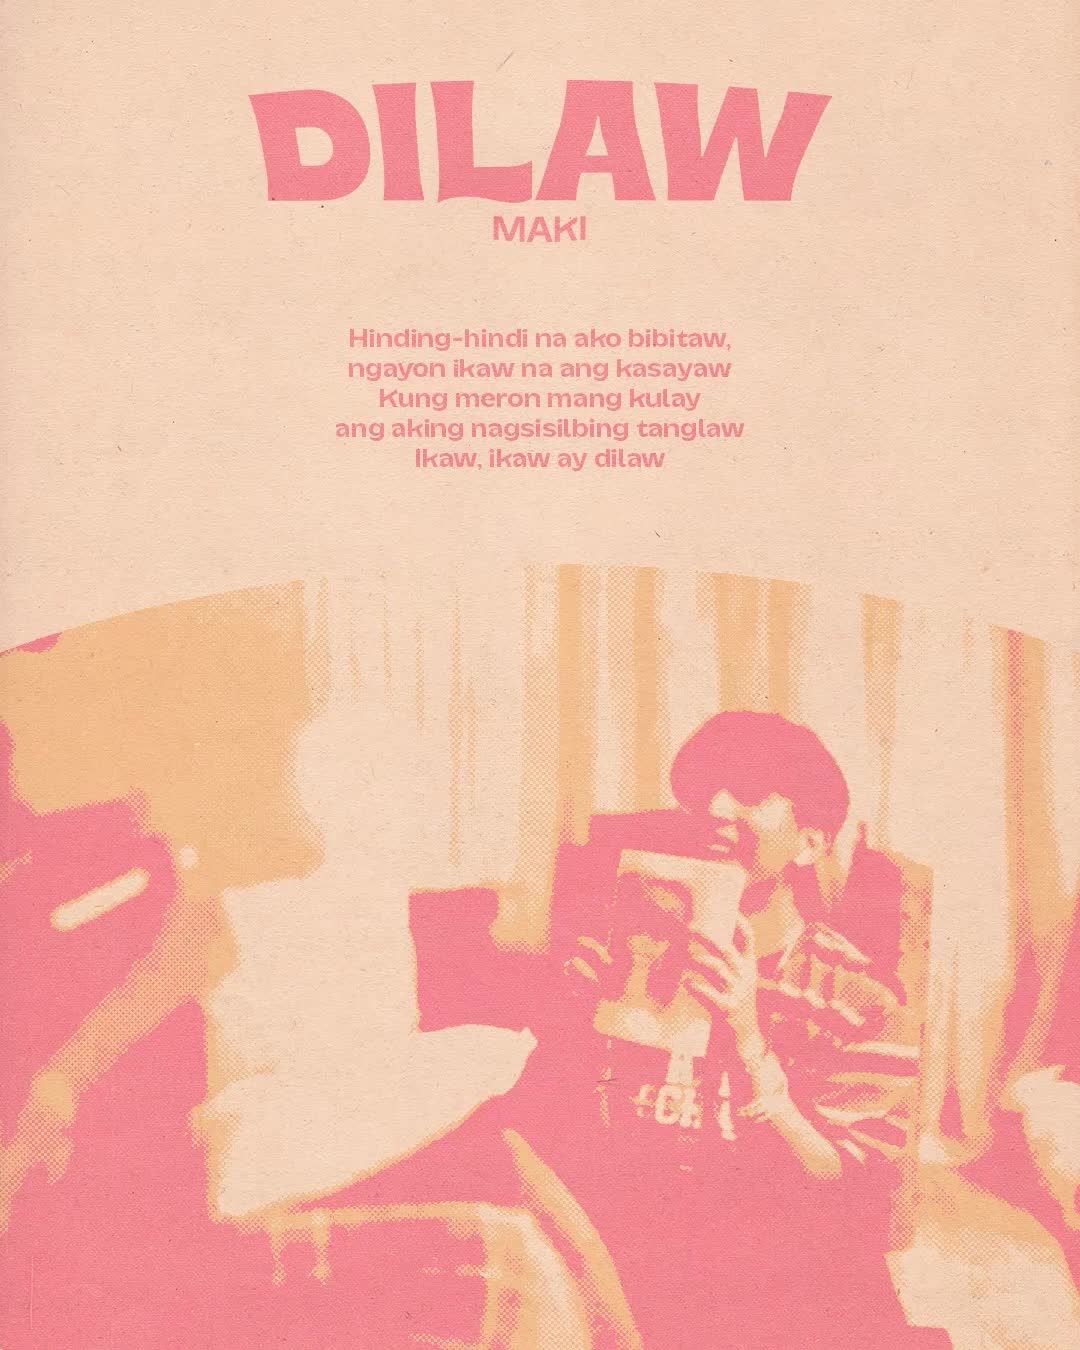 DILAW
MAKI
Hinding-hindi na ako bibitaw,
ngayon ikaw na ang kasayaw
Kung meron mang kulay
ang aking nagsisilbing tanglaw
Ikaw, ikaw ay dilaw